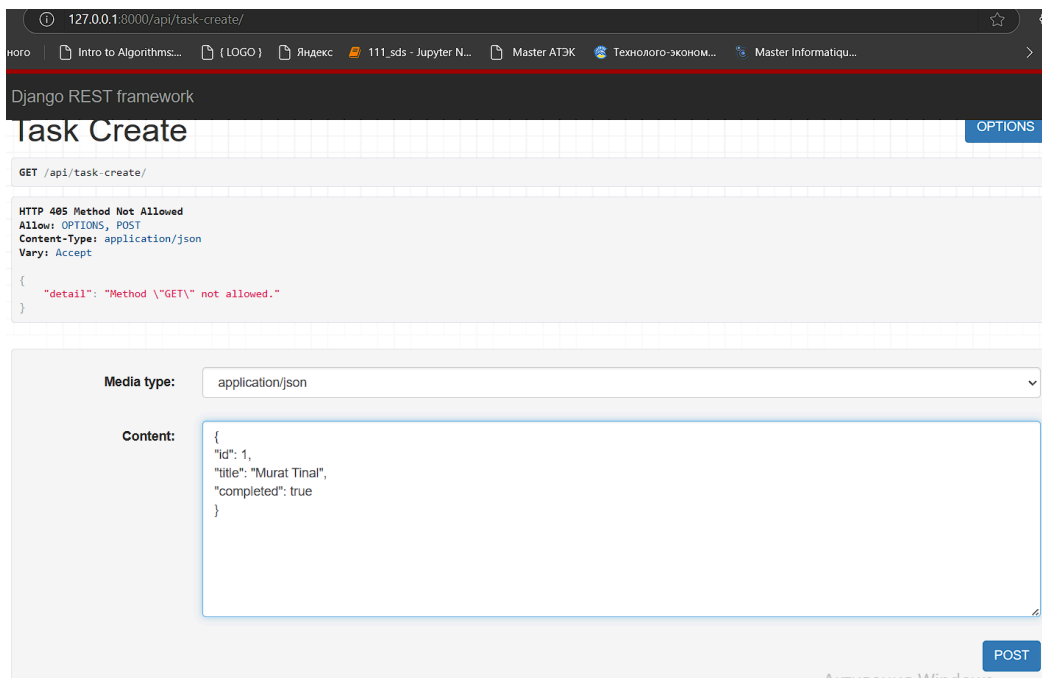 127.0.0.1:8000/api/task-create/
ного Intro to Algorithms:... { LOGO } Яндекс 111_sds - Jupyter N... Master АТЭК Технолого-эконом... Master Informatiqu...
Django REST framework
Task Create
OPTIONS
GET /api/task-create/
HTTP 405 Method Not Allowed
Allow: OPTIONS, POST
Content-Type: application/json
Vary: Accept
{
"detail": "Method \"GET\" not allowed."
}
Media type: application/json
Content:
{
"id": 1,
"title": "Murat Tinal",
"completed": true
}
POST